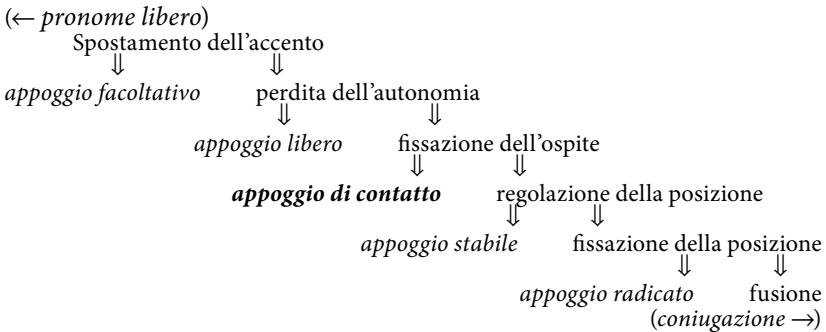 (← pronome libero)
Spostamento dell'accento
⇓ ⇓
appoggio facoltativo perdita dell'autonomia
⇓ ⇓
appoggio libero fissazione dell'ospite
⇓ ⇓
appoggio di contatto regolazione della posizione
⇓ ⇓
appoggio stabile fissazione della posizione
⇓ ⇓
appoggio radicato fusione
(coniugazione →)